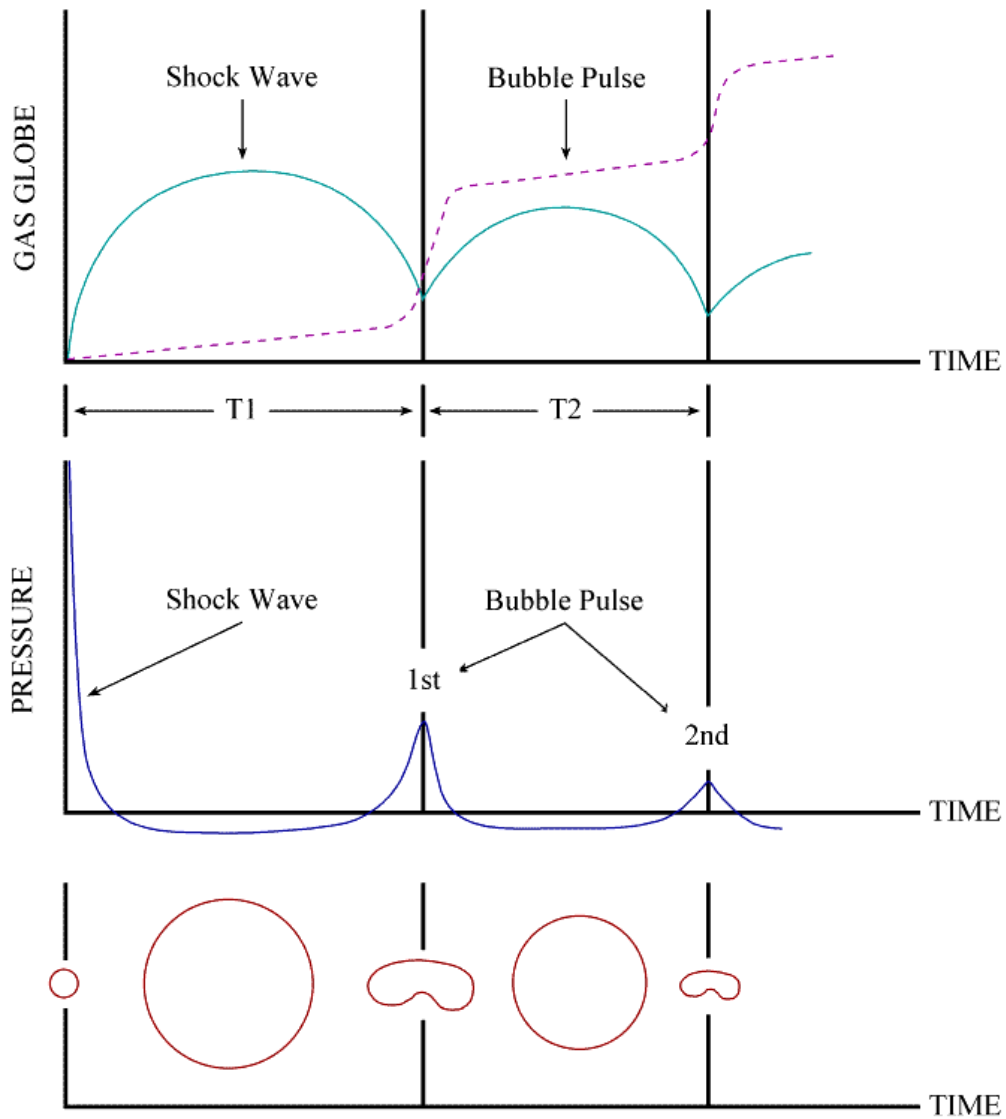 Shock Wave
Bubble Pulse
GAS GLOBE
TIME
T1
T2
PRESSURE
Shock Wave
Bubble Pulse
1st
2nd
TIME
TIME